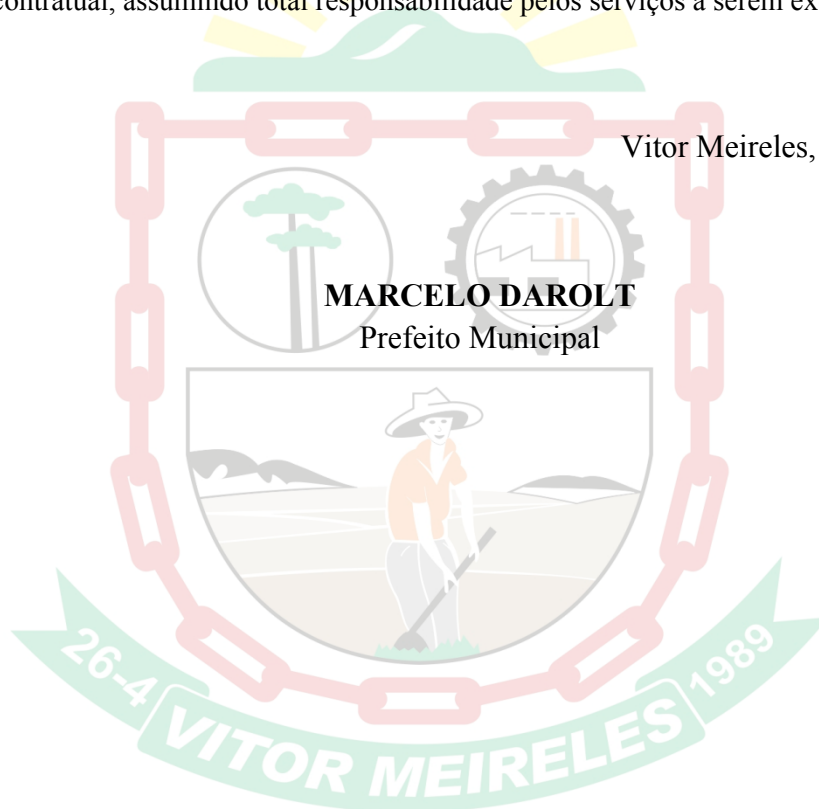 contratual, assumindo total responsabilidade pelos serviços a serem ex
Vitor Meireles,
MARCELO DAROLT
Prefeito Municipal
26-4 VITOR MEIRELES 1989